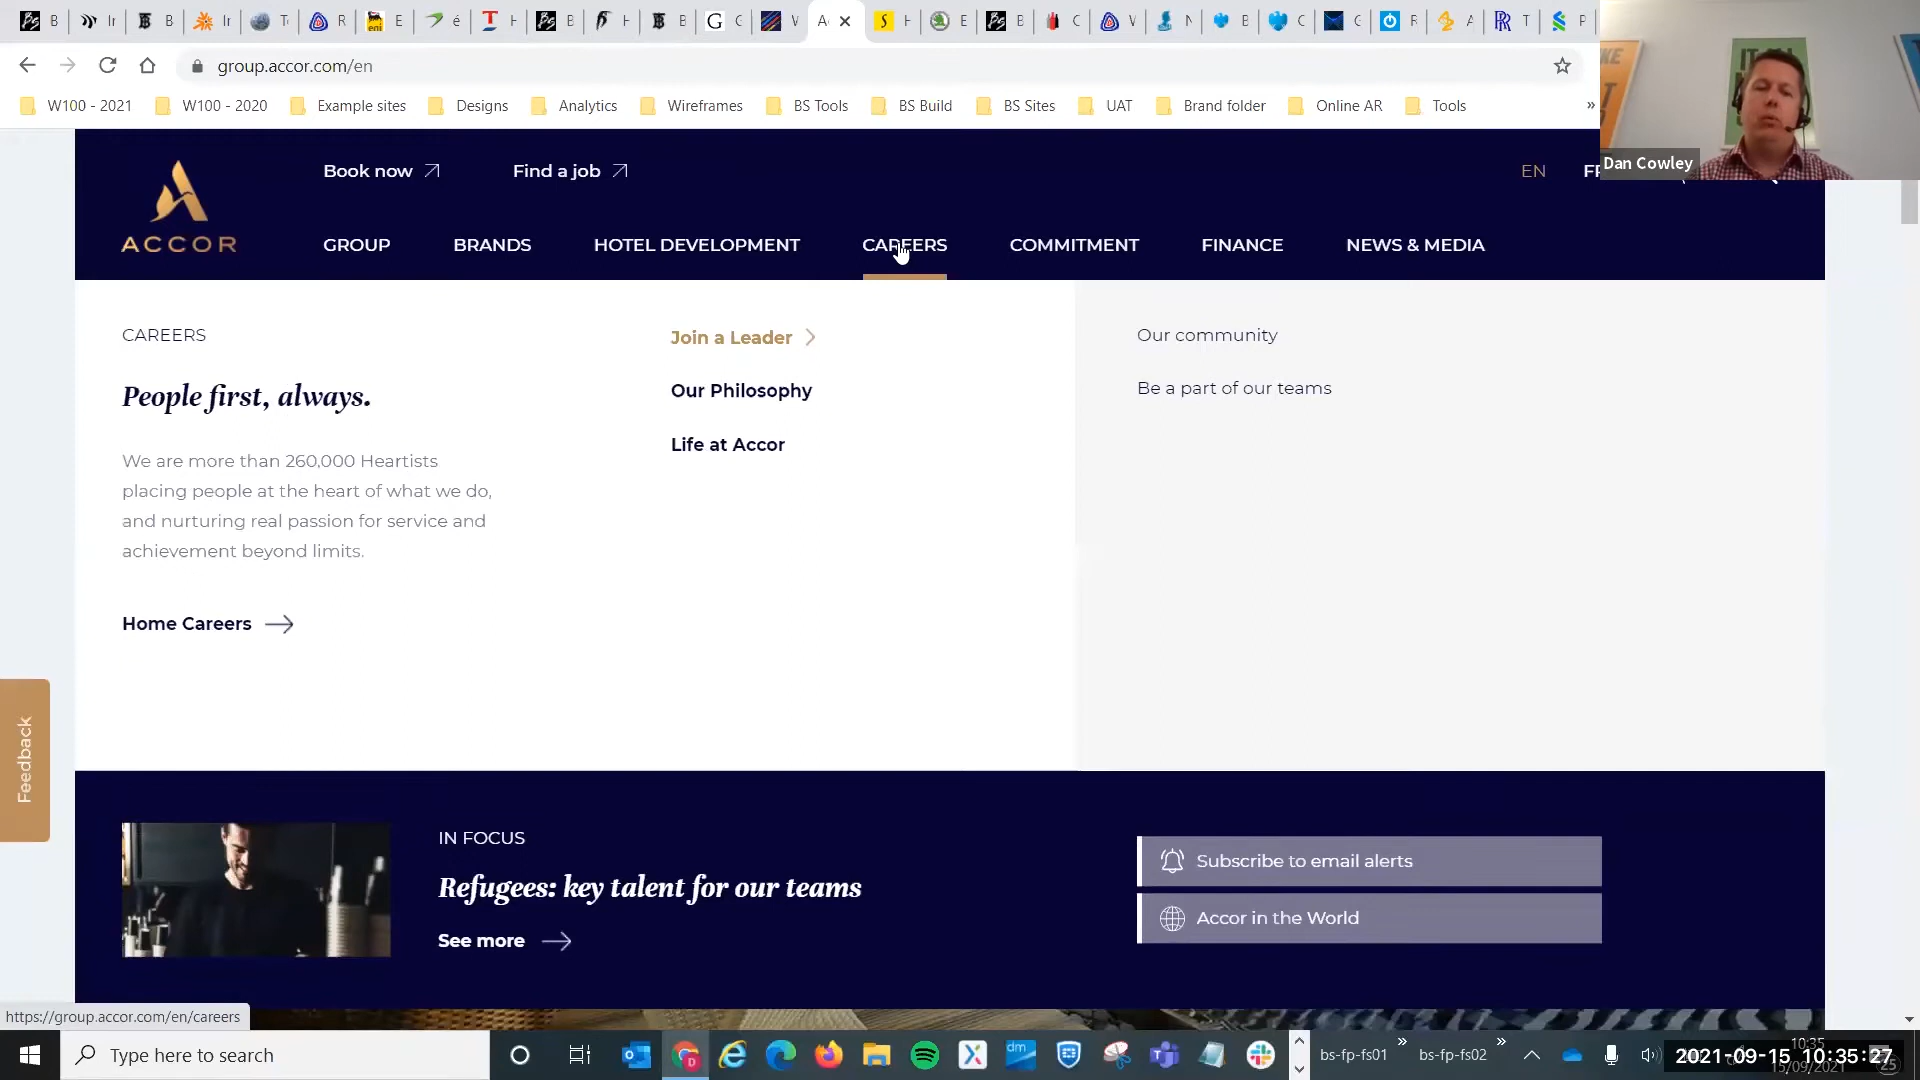 group.accor.com/en
W100 - 2021
W100 - 2020
Example sites
Designs
Analytics
Wireframes
BS Tools
BS Build
BS Sites
UAT
Brand folder
Online AR
Tools
»
Dan Cowley
Book now
Find a job
EN
ACCOR
GROUP
BRANDS
HOTEL DEVELOPMENT
CAREERS
COMMITMENT
FINANCE
NEWS & MEDIA
CAREERS
People first, always.
We are more than 260,000 Heartists
placing people at the heart of what we do,
and nurturing real passion for service and
achievement beyond limits.
Home Careers
Join a Leader
Our Philosophy
Life at Accor
Our community
Be a part of our teams
Feedback
IN FOCUS
Refugees: key talent for our teams
See more
Subscribe to email alerts
Accor in the World
https://group.accor.com/en/careers
Type here to search
bs-fp-fs01
bs-fp-fs02
10:35
15/09/2021
2021-09-15 10:35:27